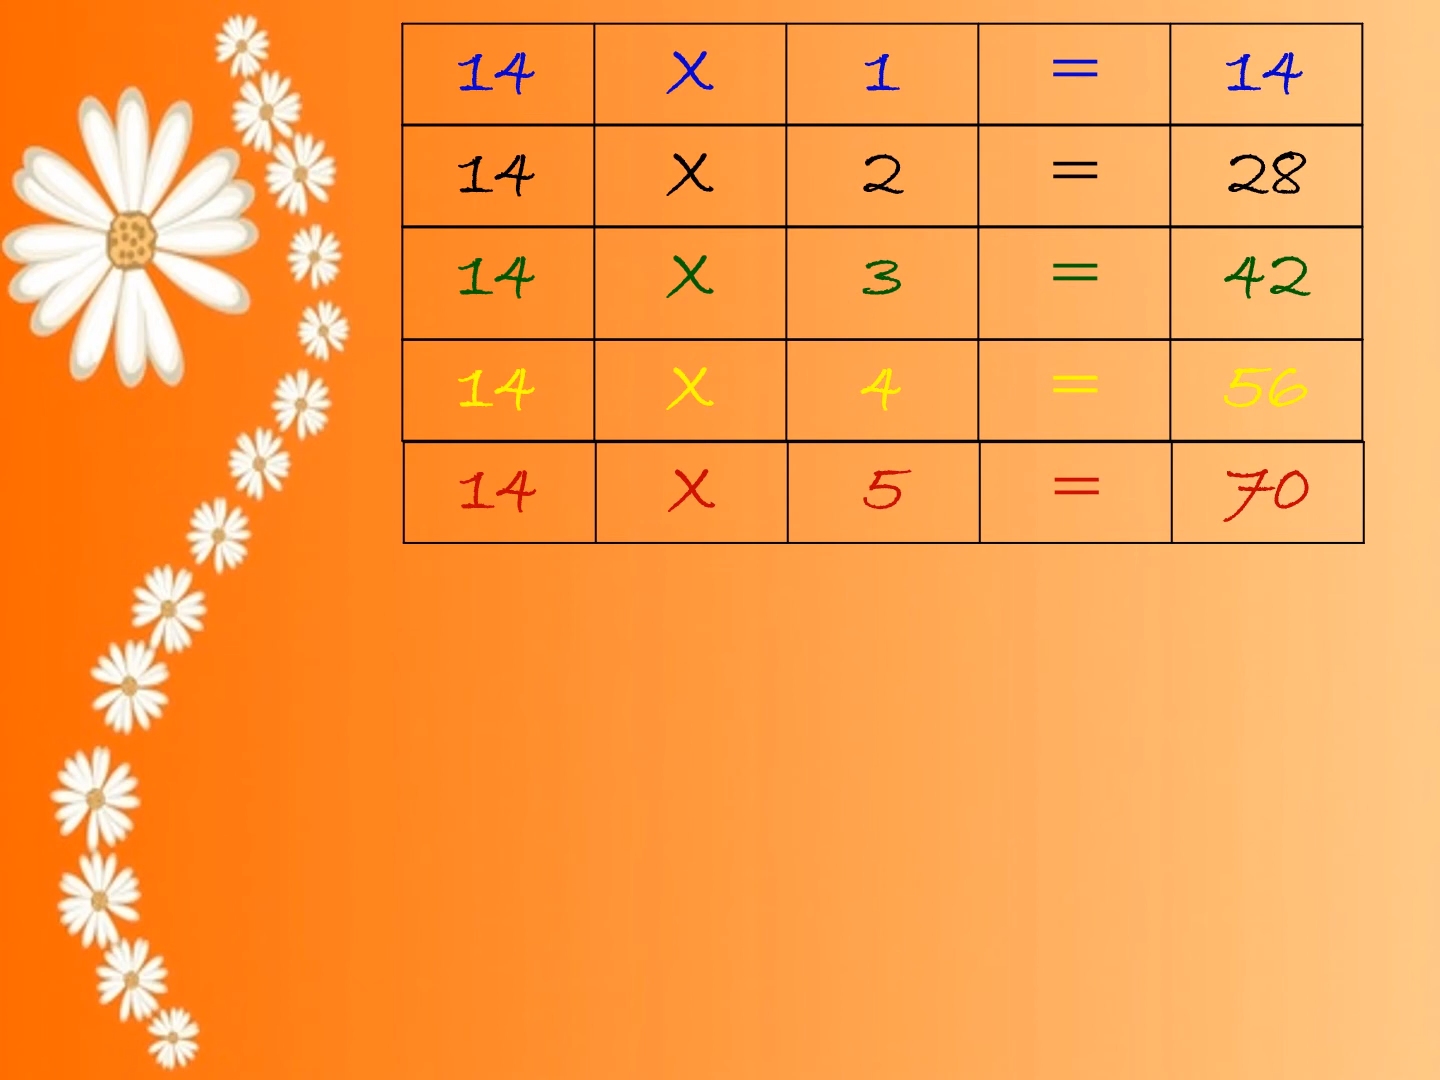 14 X 1 = 14
14 X 2 = 28
14 X 3 = 42
14 X 4 = 56
14 X 5 = 70